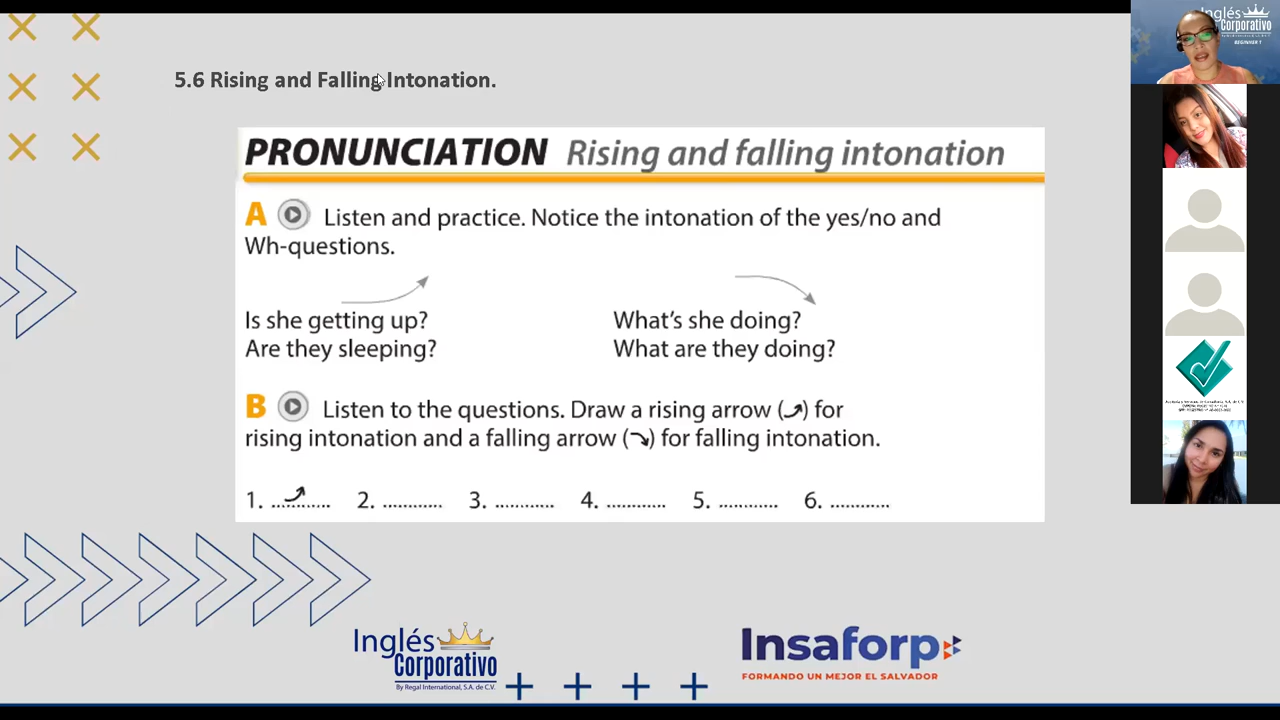 5.6 Rising and Falling Intonation.
PRONUNCIATION Rising and falling intonation
A Listen and practice. Notice the intonation of the yes/no and
Wh-questions.
Is she getting up?
Are they sleeping?
What's she doing?
What are they doing?
B Listen to the questions. Draw a rising arrow (⤴) for
rising intonation and a falling arrow (⤵) for falling intonation.
1. ........... 2. ........... 3. ........... 4. ........... 5. ........... 6. ...........
Inglés
Corporativo
By Regal International, S.A. de C.V.
Insaforp
FORMANDO UN MEJOR EL SALVADOR
Inglés
Corporativo
BEGINNER 1